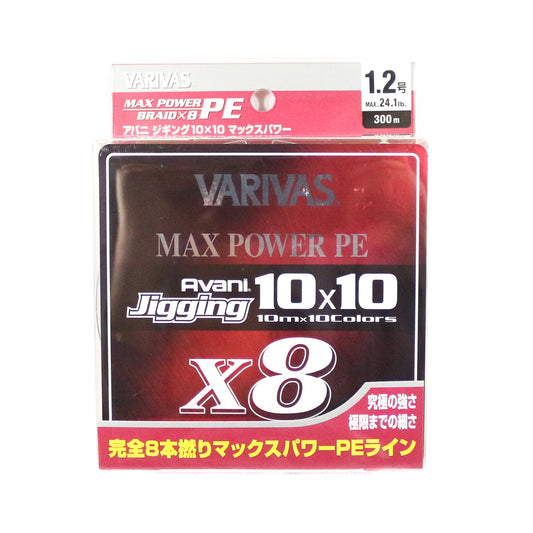 VARIVAS
MAX POWER
BRAID×8 PE
アバニ ジギング10×10 マックスパワー
1.2号
MAX.24.1lb.
300m
VARIVAS
MAX POWER PE
Avani
Jigging 10×10
10m×10Colors
x8
究極の強さ
極限までの細さ
完全8本撚りマックスパワーPEライン